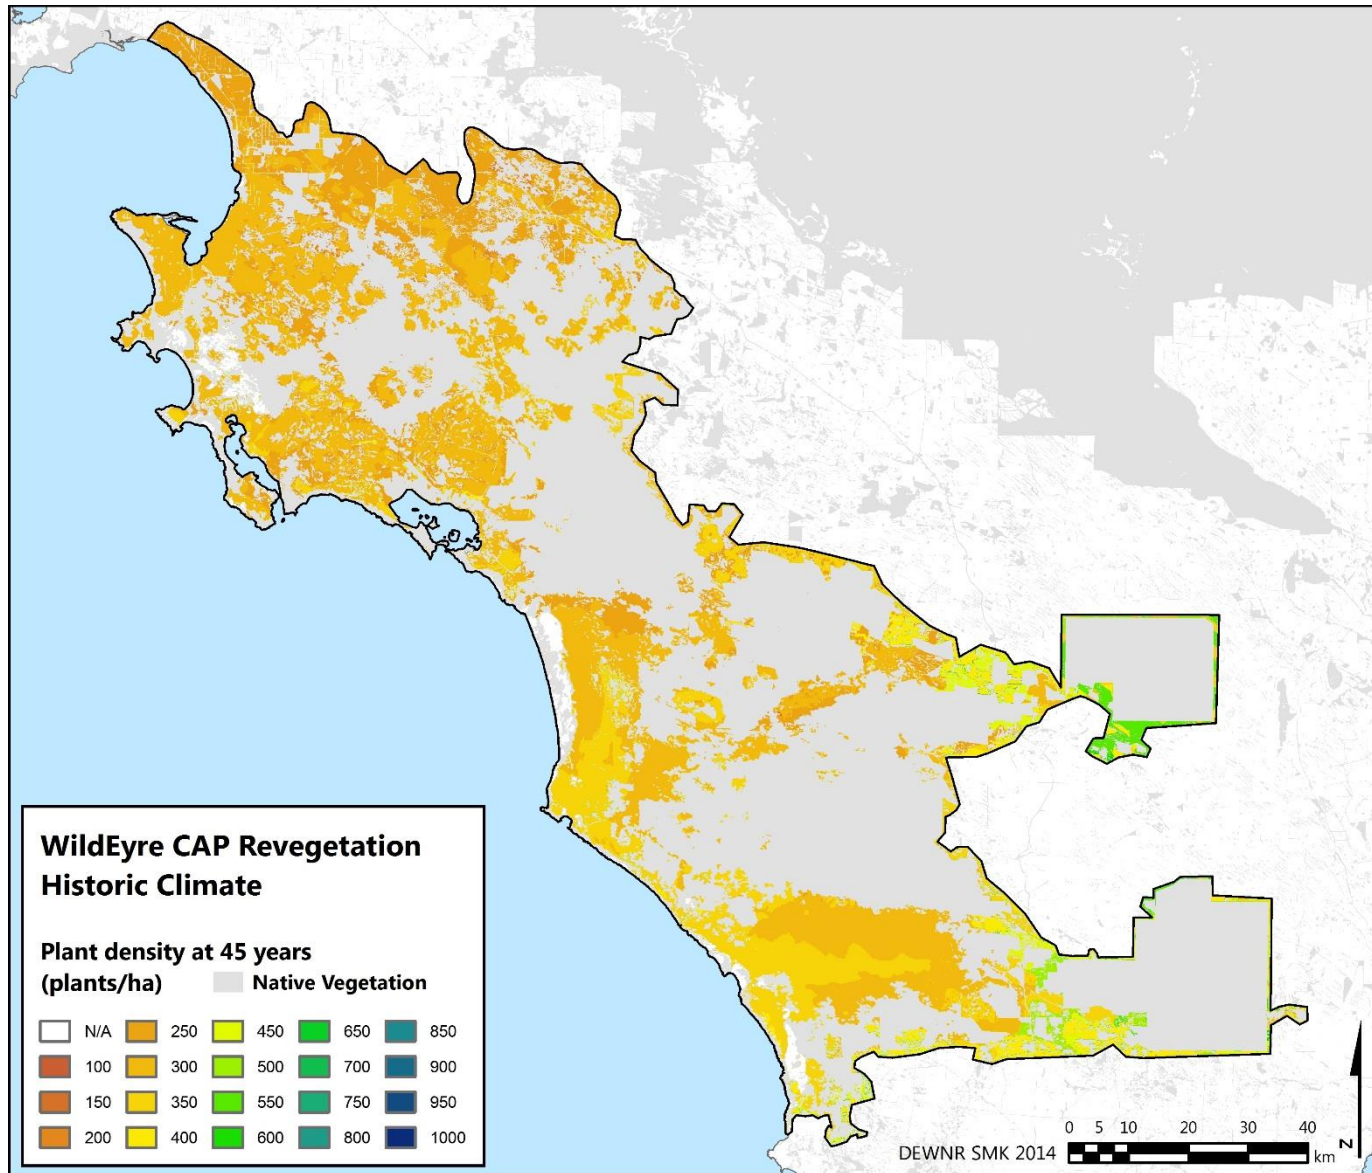 WildEyre CAP Revegetation
Historic Climate
Plant density at 45 years
(plants/ha) Native Vegetation
N/A 250 450 650 850
100 300 500 700 900
150 350 550 750 950
200 400 600 800 1000
DEWNR SMK 2014
0 5 10 20 30 40
km
N